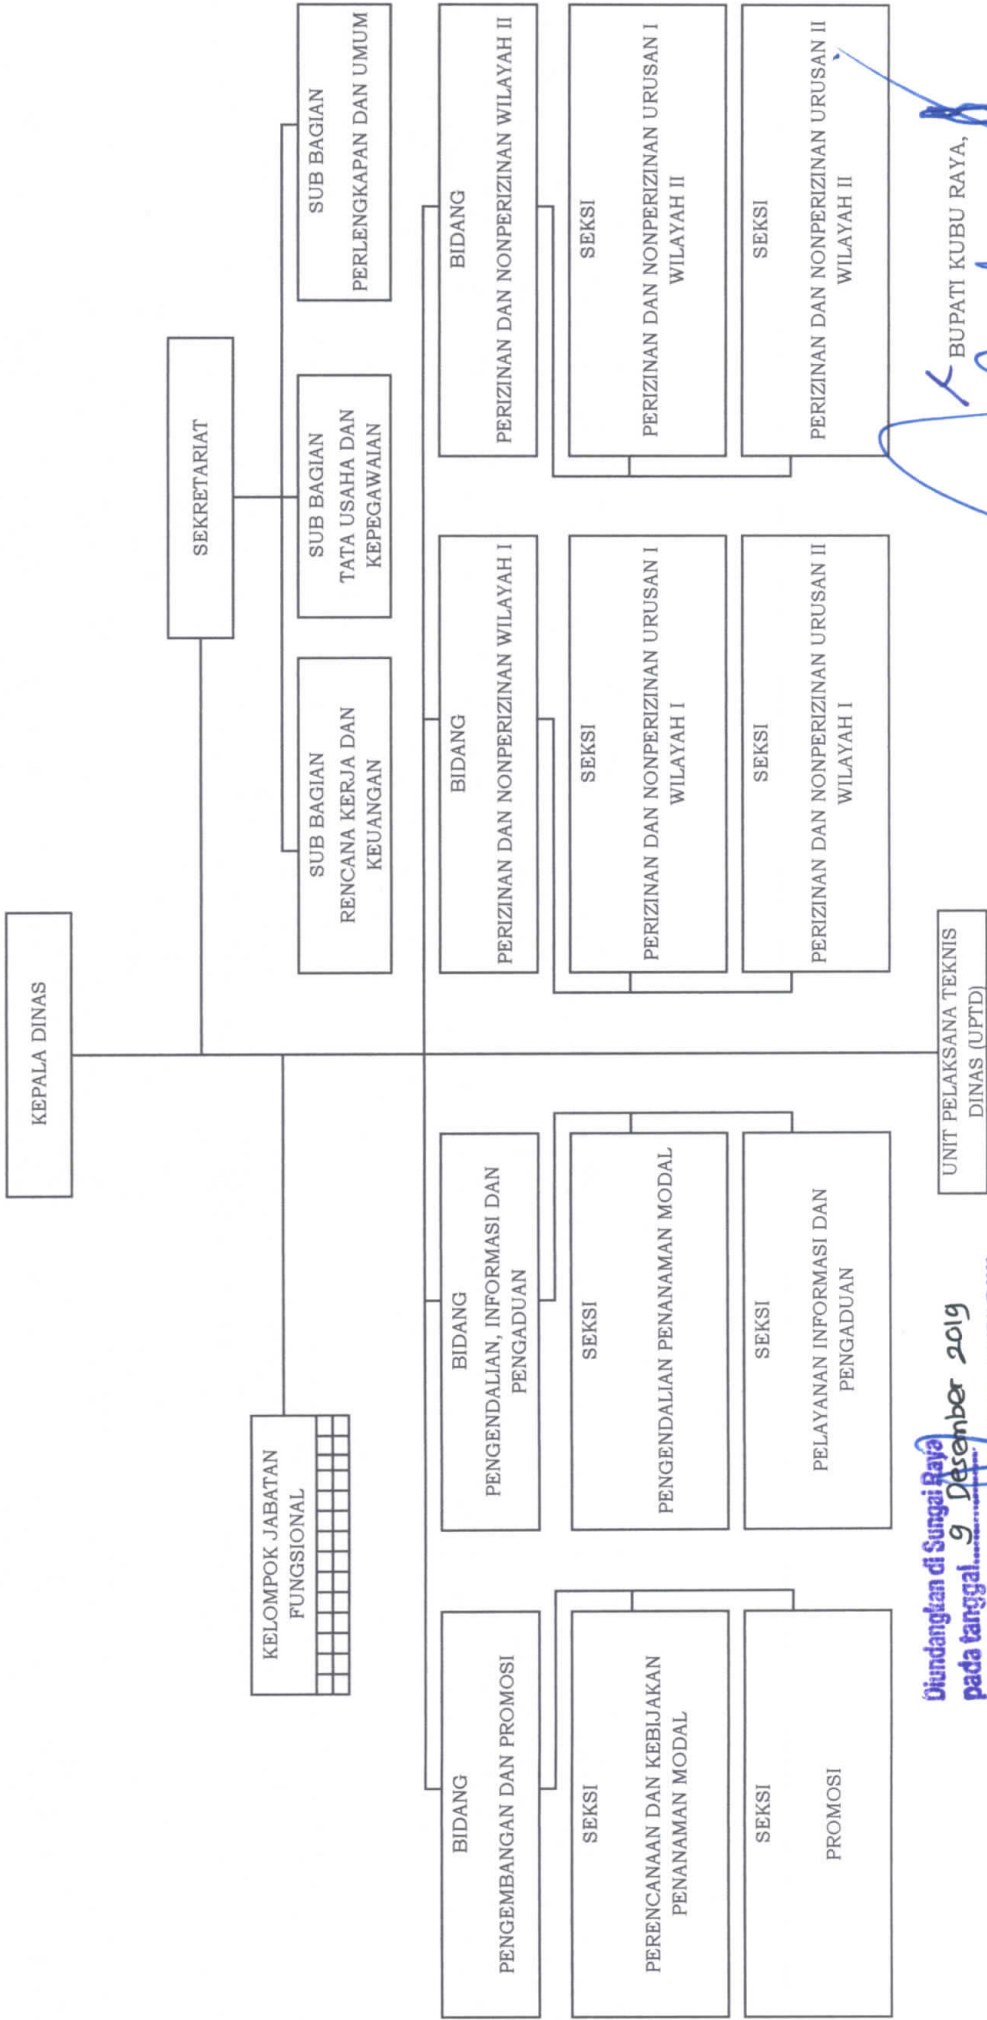 KEPALA DINAS
SEKRETARIAT
KELOMPOK JABATAN
FUNGSIONAL
SUB BAGIAN
RENCANA KERJA DAN
KEUANGAN
SUB BAGIAN
TATA USAHA DAN
KEPEGAWAIAN
SUB BAGIAN
PERLENGKAPAN DAN UMUM
BIDANG
PENGEMBANGAN DAN PROMOSI
BIDANG
PENGENDALIAN, INFORMASI DAN
PENGADUAN
BIDANG
PERIZINAN DAN NONPERIZINAN WILAYAH I
BIDANG
PERIZINAN DAN NONPERIZINAN WILAYAH II
SEKSI
PERENCANAAN DAN KEBIJAKAN
PENANAMAN MODAL
SEKSI
PENGENDALIAN PENANAMAN MODAL
SEKSI
PERIZINAN DAN NONPERIZINAN URUSAN I
WILAYAH I
SEKSI
PERIZINAN DAN NONPERIZINAN URUSAN I
WILAYAH II
SEKSI
PROMOSI
SEKSI
PELAYANAN INFORMASI DAN
PENGADUAN
SEKSI
PERIZINAN DAN NONPERIZINAN URUSAN II
WILAYAH I
SEKSI
PERIZINAN DAN NONPERIZINAN URUSAN II
WILAYAH II
UNIT PELAKSANA TEKNIS
DINAS (UPTD)
Diundangkan di Sungai Raya
pada tanggal 9 Desember 2019
BUPATI KUBU RAYA,